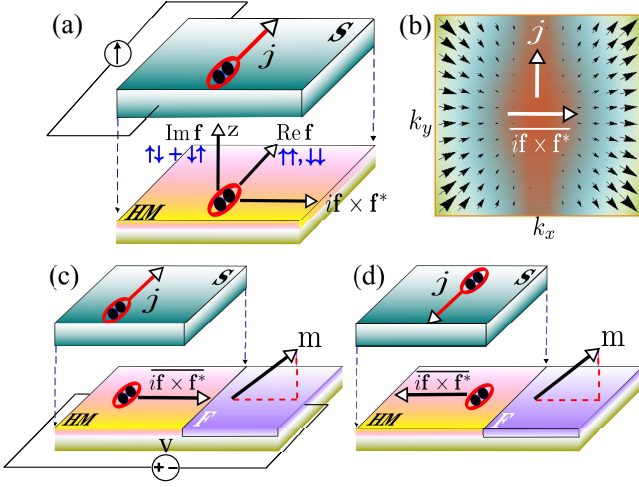 (a)
S
j
Im f
z
Re f
↑↓ + ↓↑
↑↑, ↓↓
if × f*
HM
(b)
j
k_y
if × f*
k_x
(c)
S
j
if × f*
m
HM
F
V
+ -
(d)
S
j
if × f*
m
HM
F